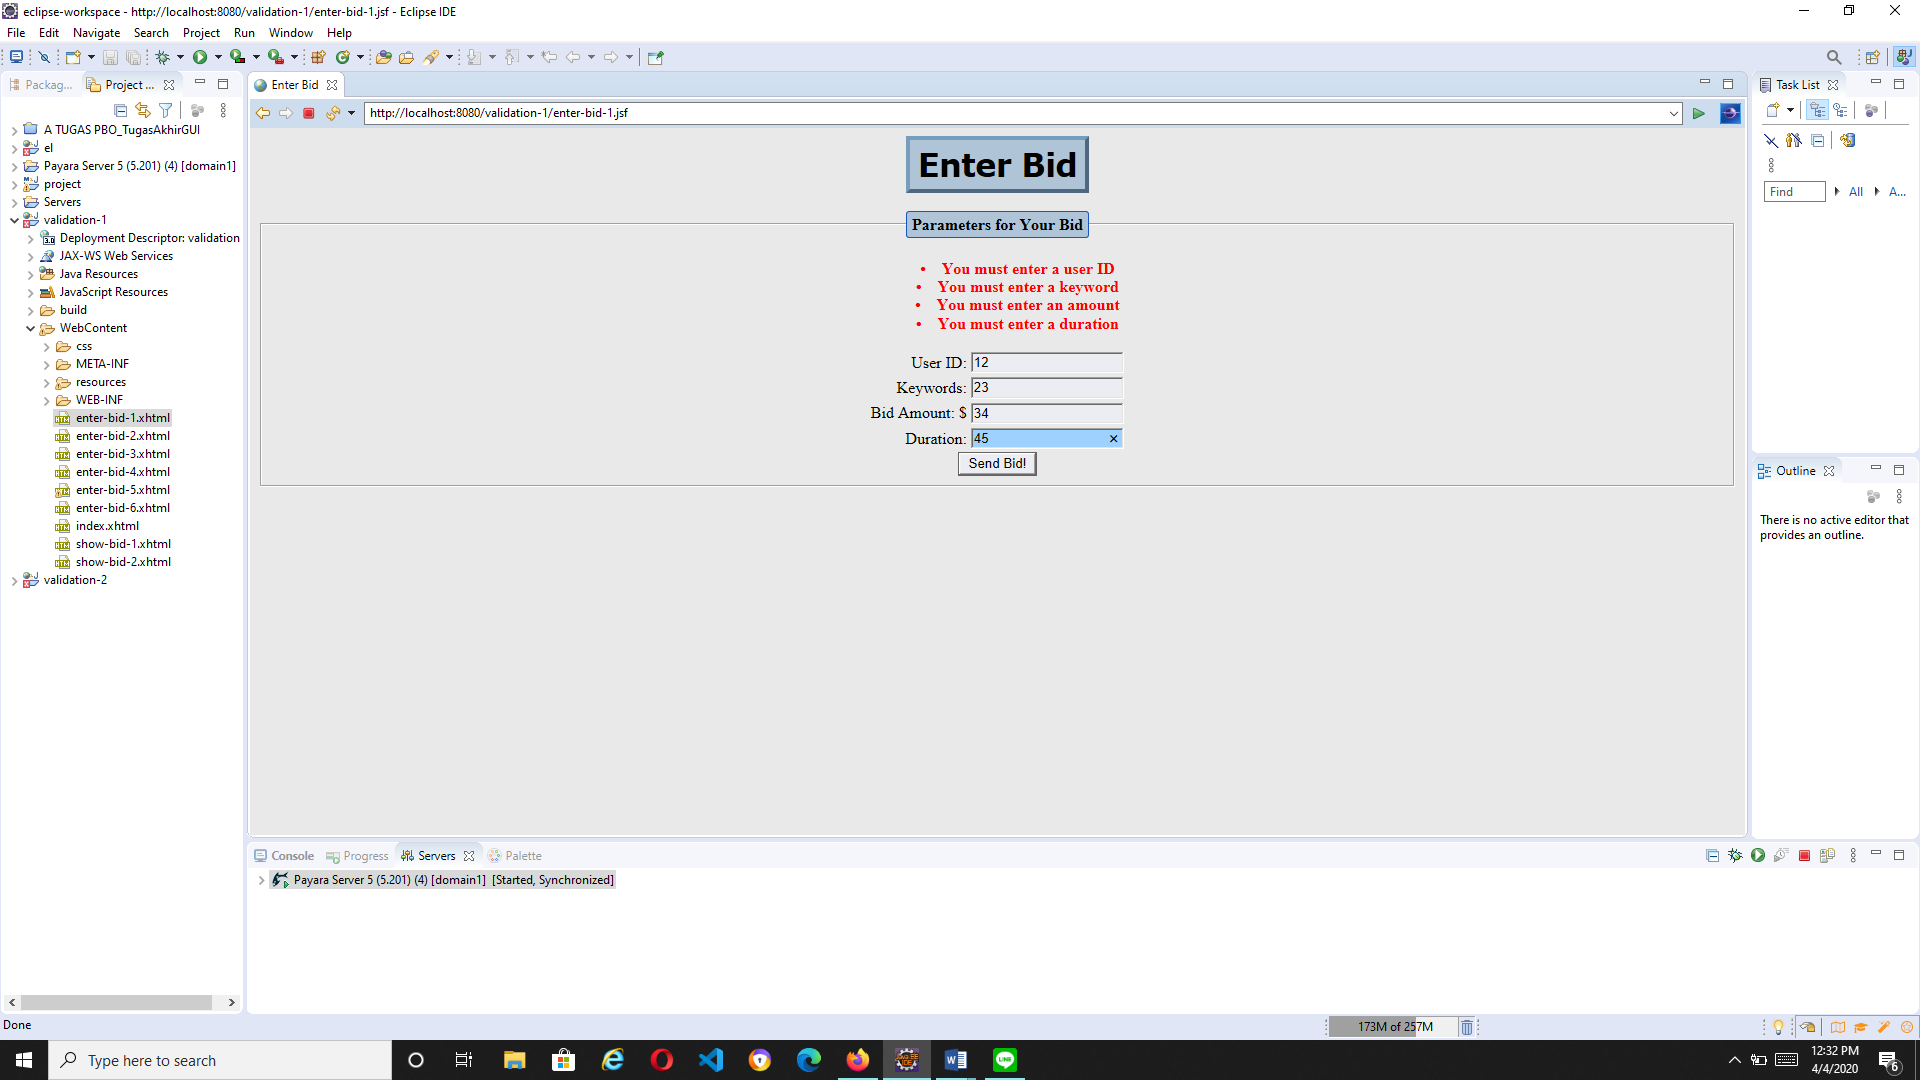 eclipse-workspace - http://localhost:8080/validation-1/enter-bid-1.jsf - Eclipse IDE
File Edit Navigate Search Project Run Window Help
Packag... Project ...
A TUGAS PBO_TugasAkhirGUI
el
Payara Server 5 (5.201) (4) [domain1]
project
Servers
validation-1
Deployment Descriptor: validation
JAX-WS Web Services
Java Resources
JavaScript Resources
build
WebContent
css
META-INF
resources
WEB-INF
enter-bid-1.xhtml
enter-bid-2.xhtml
enter-bid-3.xhtml
enter-bid-4.xhtml
enter-bid-5.xhtml
enter-bid-6.xhtml
index.xhtml
show-bid-1.xhtml
show-bid-2.xhtml
validation-2
Enter Bid
http://localhost:8080/validation-1/enter-bid-1.jsf
Enter Bid
Parameters for Your Bid
• You must enter a user ID
• You must enter a keyword
• You must enter an amount
• You must enter a duration
User ID: 12
Keywords: 23
Bid Amount: $ 34
Duration: 45
Send Bid!
Task List
Find All A...
Outline
There is no active editor that
provides an outline.
Console Progress Servers Palette
Payara Server 5 (5.201) (4) [domain1] [Started, Synchronized]
Done
173M of 257M
Type here to search
12:32 PM
4/4/2020
6